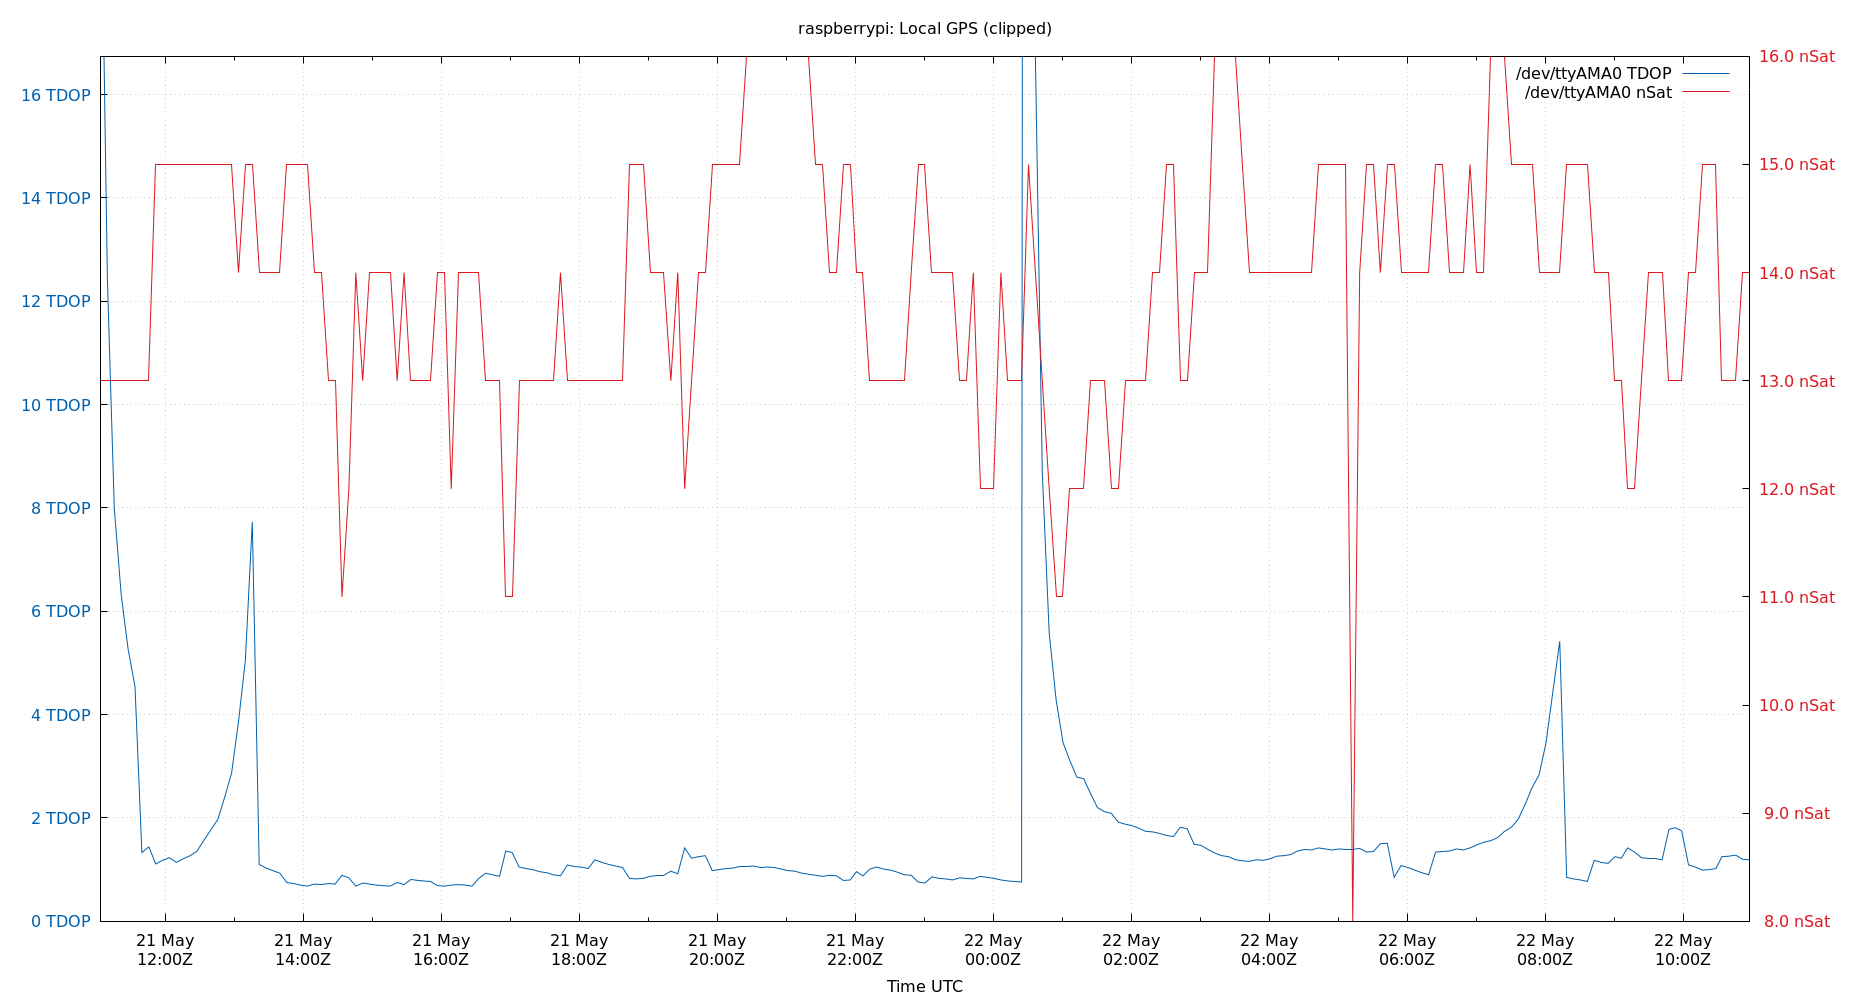 raspberrypi: Local GPS (clipped)
/dev/ttyAMA0 TDOP
/dev/ttyAMA0 nSat
16 TDOP
14 TDOP
12 TDOP
10 TDOP
8 TDOP
6 TDOP
4 TDOP
2 TDOP
0 TDOP
16.0 nSat
15.0 nSat
14.0 nSat
13.0 nSat
12.0 nSat
11.0 nSat
10.0 nSat
9.0 nSat
8.0 nSat
21 May
12:00Z
21 May
14:00Z
21 May
16:00Z
21 May
18:00Z
21 May
20:00Z
21 May
22:00Z
22 May
00:00Z
22 May
02:00Z
22 May
04:00Z
22 May
06:00Z
22 May
08:00Z
22 May
10:00Z
Time UTC